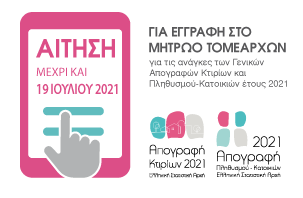 ΑΙΤΗΣΗ
ΜΕΧΡΙ ΚΑΙ
19 ΙΟΥΛΙΟΥ 2021
ΓΙΑ ΕΓΓΡΑΦΗ ΣΤΟ
ΜΗΤΡΩΟ ΤΟΜΕΑΡΧΩΝ
για τις ανάγκες των Γενικών
Απογραφών Κτιρίων και
Πληθυσμού-Κατοικιών έτους 2021
Απογραφή
Κτιρίων 2021
Ελληνική Στατιστική Αρχή
2021
Απογραφή
Πληθυσμού - Κατοικιών
Ελληνική Στατιστική Αρχή